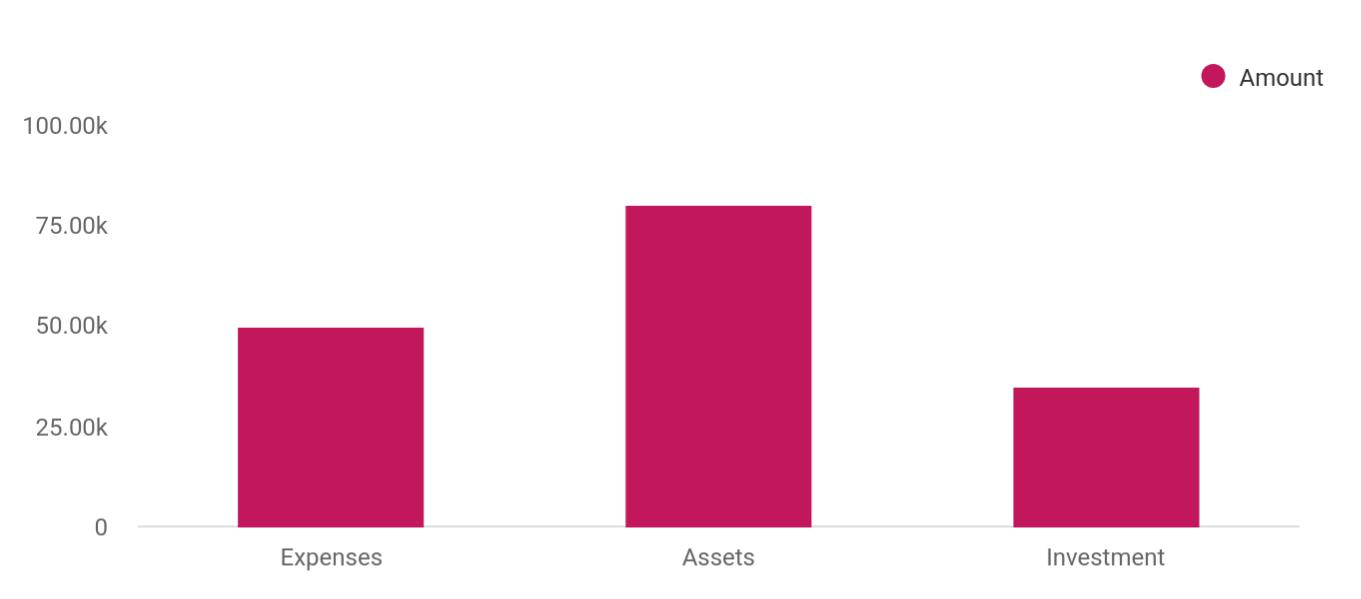 Amount
100.00k
75.00k
50.00k
25.00k
0
Expenses Assets Investment